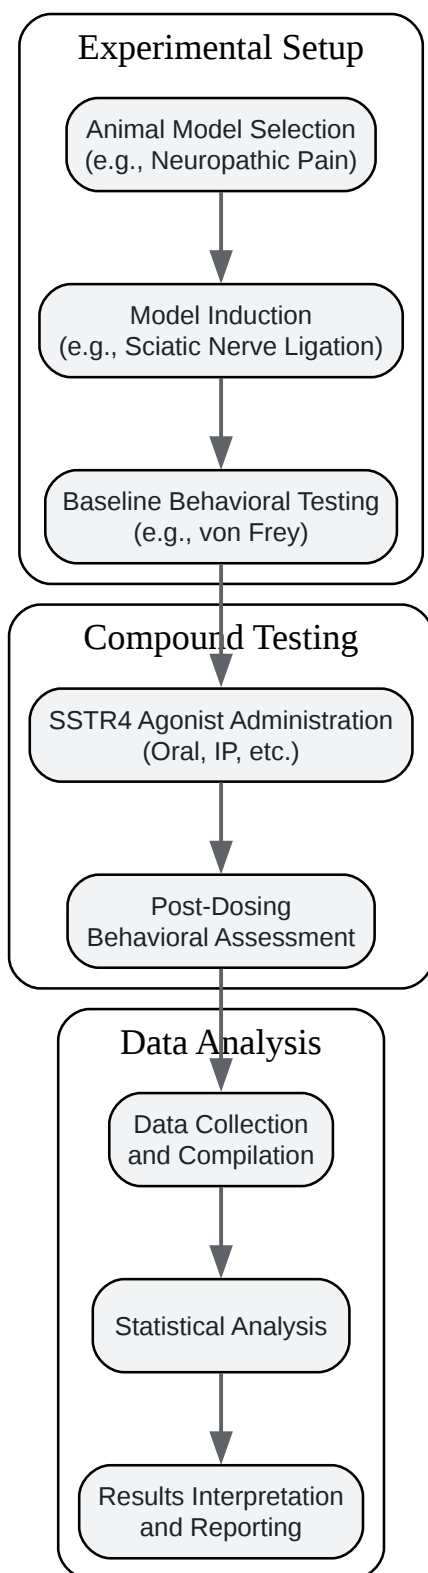 Experimental Setup
Animal Model Selection
(e.g., Neuropathic Pain)
Model Induction
(e.g., Sciatic Nerve Ligation)
Baseline Behavioral Testing
(e.g., von Frey)
Compound Testing
SSTR4 Agonist Administration
(Oral, IP, etc.)
Post-Dosing
Behavioral Assessment
Data Analysis
Data Collection
and Compilation
Statistical Analysis
Results Interpretation
and Reporting